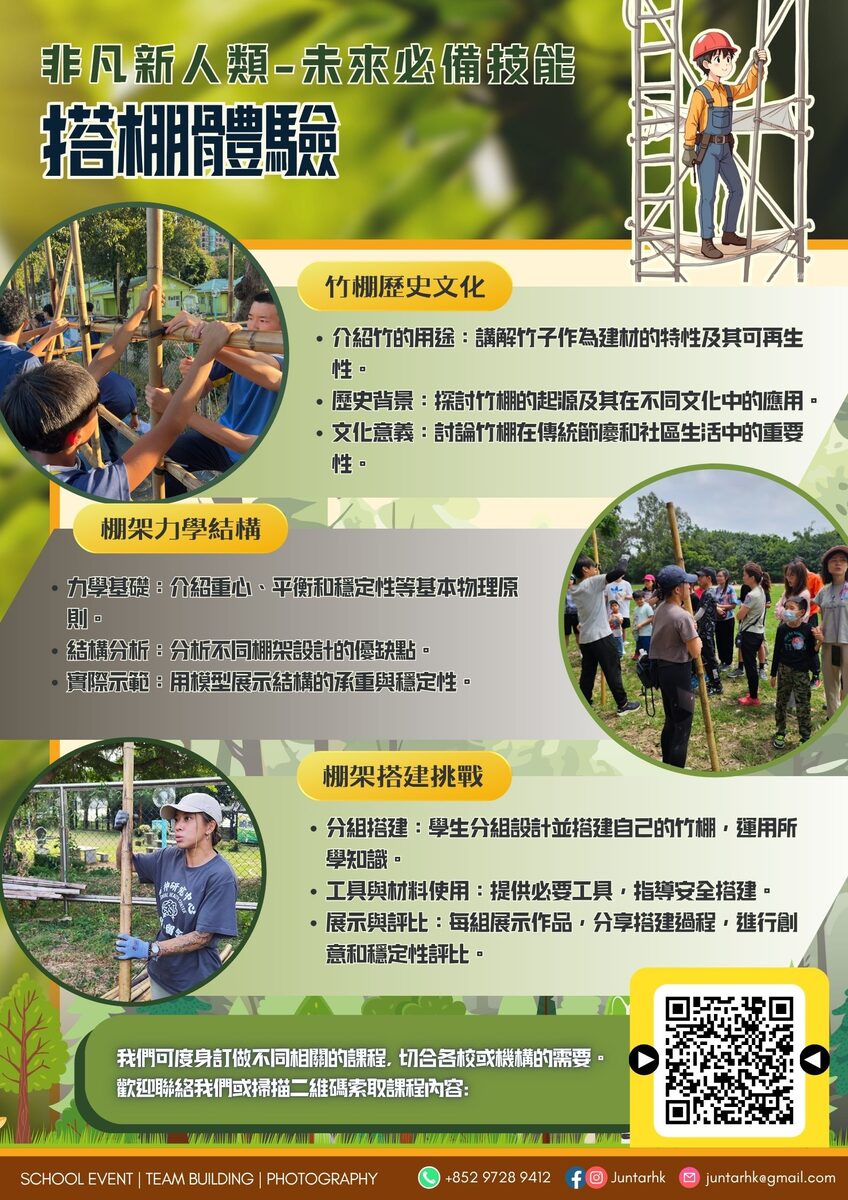 非凡新人類-未來必備技能
搭棚體驗
竹棚歷史文化
• 介紹竹的用途：講解竹子作為建材的特性及其可再生
性。
• 歷史背景：探討竹棚的起源及其在不同文化中的應用。
• 文化意義：討論竹棚在傳統節慶和社區生活中的重要
性。
棚架力學結構
• 力學基礎：介紹重心、平衡和穩定性等基本物理原
則。
• 結構分析：分析不同棚架設計的優缺點。
• 實際示範：用模型展示結構的承重與穩定性。
棚架搭建挑戰
• 分組搭建：學生分組設計並搭建自己的竹棚，運用所
學知識。
• 工具與材料使用：提供必要工具，指導安全搭建。
• 展示與評比：每組展示作品，分享搭建過程，進行創
意和穩定性評比。
我們可度身訂做不同相關的課程, 切合各校或機構的需要。
歡迎聯絡我們或掃描二維碼索取課程內容:
SCHOOL EVENT | TEAM BUILDING | PHOTOGRAPHY
+852 9728 9412
Juntarhk
juntarhk@gmail.com